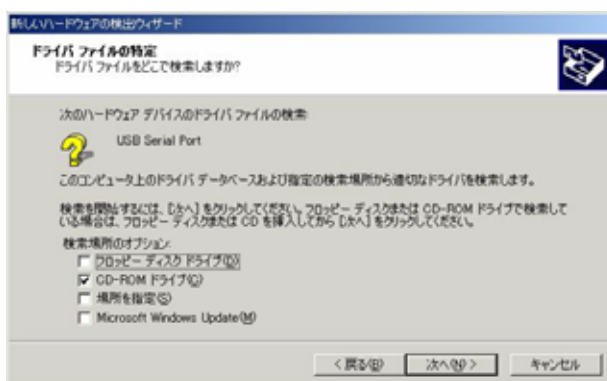 新しいハードウェアの検出ウィザード
ドライバ ファイルの特定
ドライバ ファイルをどこで検索しますか?
次のハードウェア デバイスのドライバ ファイルの検索:
USB Serial Port
このコンピュータ上のドライバ データベースおよび指定の検索場所から適切なドライバを検索します。
検索を開始するには、[次へ] をクリックしてください。フロッピー ディスクまたは CD-ROM ドライブで検索して
いる場合は、フロッピー ディスクまたは CD を挿入してから [次へ] をクリックしてください。
検索場所のオプション:
フロッピー ディスク ドライブ(D)
CD-ROM ドライブ(C)
場所を指定(S)
Microsoft Windows Update(M)
< 戻る(B)
次へ(N) >
キャンセル